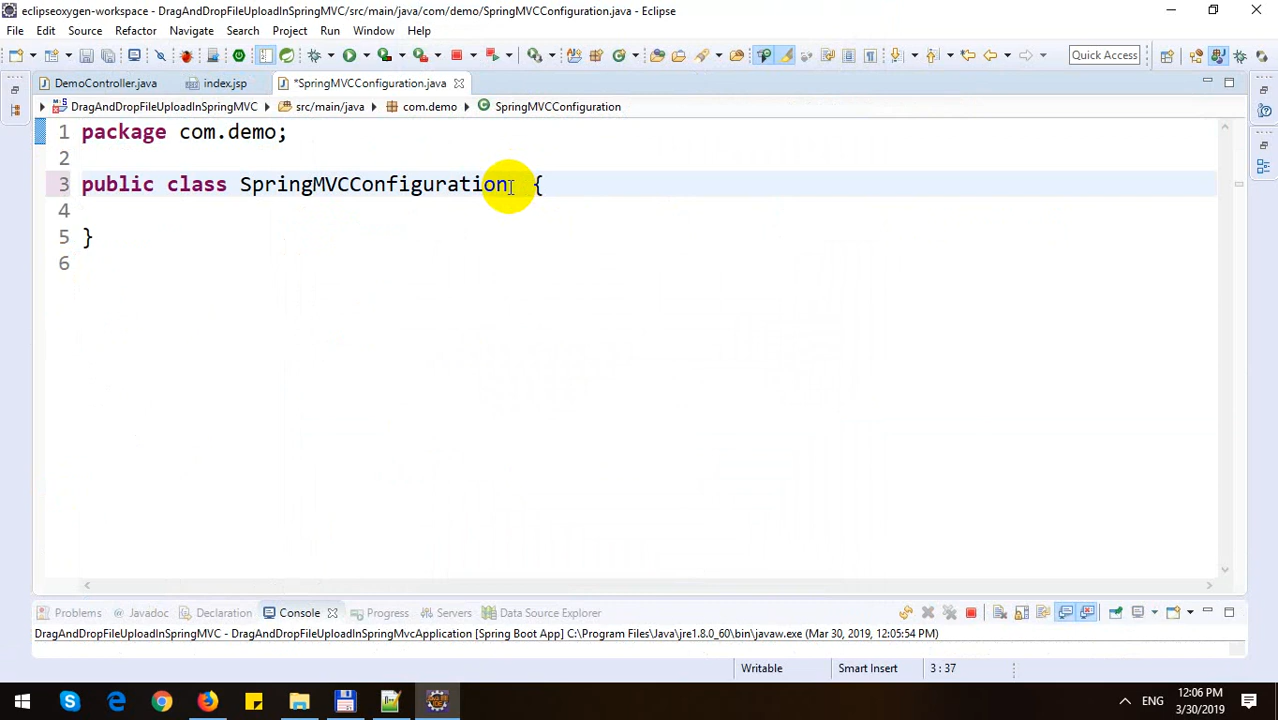 eclipseoxygen-workspace - DragAndDropFileUploadInSpringMVC/src/main/java/com/demo/SpringMVCConfiguration.java - Eclipse
File Edit Source Refactor Navigate Search Project Run Window Help
Quick Access
DemoController.java index.jsp *SpringMVCConfiguration.java
DragAndDropFileUploadInSpringMVC src/main/java com.demo SpringMVCConfiguration
1 package com.demo;
2
3 public class SpringMVCConfiguration {
4
5 }
6
Problems Javadoc Declaration Console Progress Servers Data Source Explorer
DragAndDropFileUploadInSpringMVC - DragAndDropFileUploadInSpringMvcApplication [Spring Boot App] C:\Program Files\Java\jre1.8.0_60\bin\javaw.exe (Mar 30, 2019, 12:05:54 PM)
Writable Smart Insert 3 : 37
ENG 12:06 PM
3/30/2019